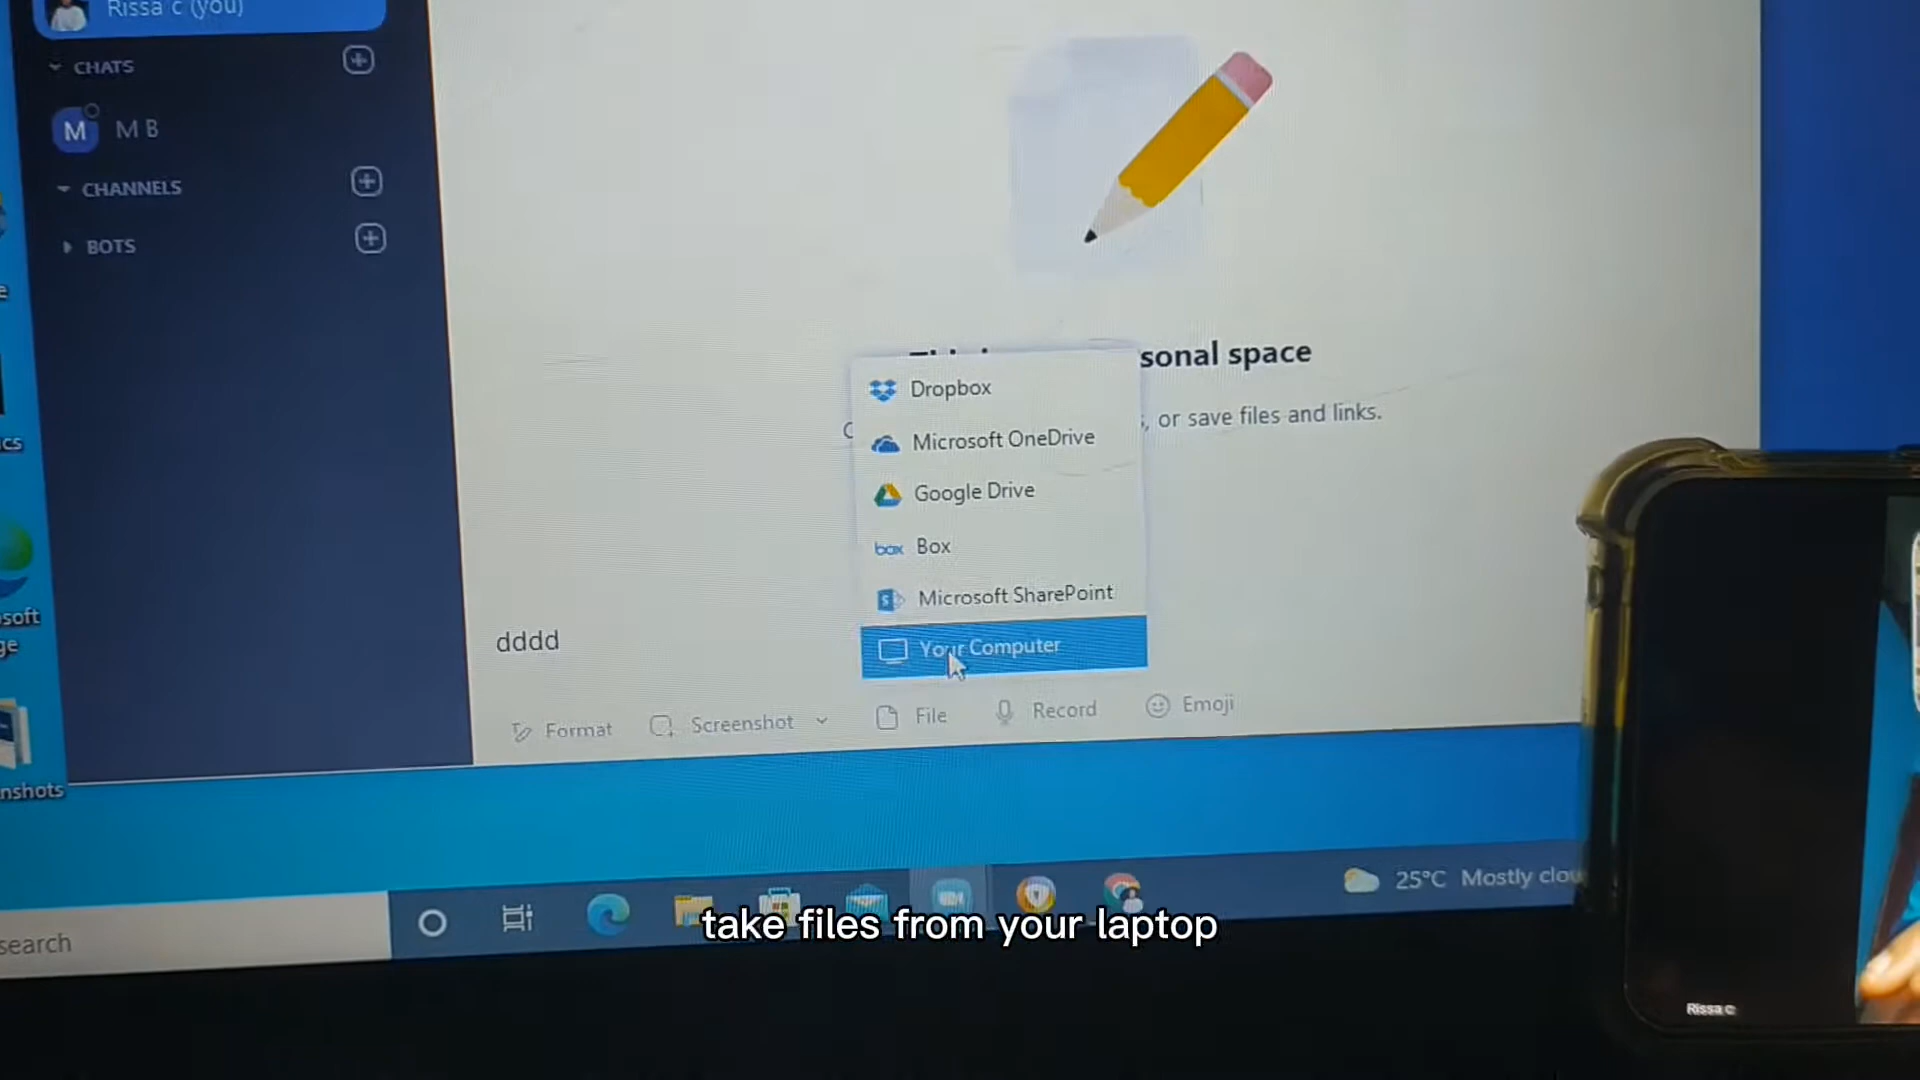 Rissa c (you)
CHATS
M
M B
CHANNELS
BOTS
sonal space
, or save files and links.
Dropbox
Microsoft OneDrive
Google Drive
box Box
S Microsoft SharePoint
Your Computer
dddd
Format Screenshot File Record Emoji
cs
soft
ge
nshots
25°C Mostly clou
search
take files from your laptop
Rissa c